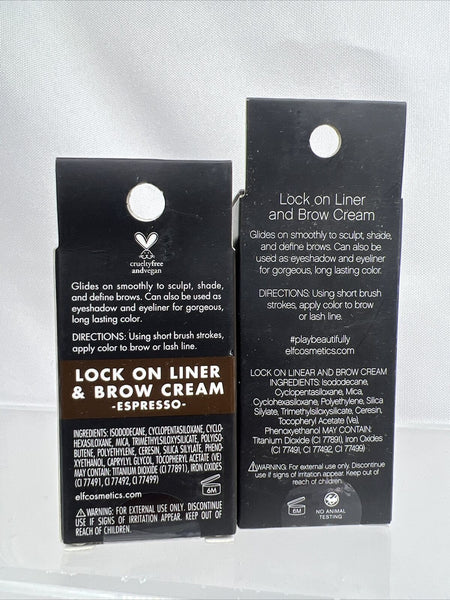 crueltyfree
andvegan
Glides on smoothly to sculpt, shade,
and define brows. Can also be used as
eyeshadow and eyeliner for gorgeous,
long lasting color.
DIRECTIONS: Using short brush strokes,
apply color to brow or lash line.
LOCK ON LINER
& BROW CREAM
-ESPRESSO-
INGREDIENTS: ISODODECANE, CYCLOPENTASILOXANE, CYCLO-
HEXASILOXANE, MICA, TRIMETHYLSILOXYSILICATE, POLYISO-
BUTENE, POLYETHYLENE, CERESIN, SILICA SILYLATE, PHENO-
XYETHANOL, CAPRYLYL GLYCOL, TOCOPHERYL ACETATE (VE)
MAY CONTAIN: TITANIUM DIOXIDE (CI 77891), IRON OXIDES
(CI 77491, CI 77492, CI 77499)
elfcosmetics.com
6M
WARNING: FOR EXTERNAL USE ONLY. DISCONTINUE
USE IF SIGNS OF IRRITATION APPEAR. KEEP OUT OF
REACH OF CHILDREN.
Lock on Liner
and Brow Cream
Glides on smoothly to sculpt, shade,
and define brows. Can also be
used as eyeshadow and eyeliner
for gorgeous, long lasting color.
DIRECTIONS: Using short brush
strokes, apply color to brow
or lash line.
#playbeautifully
elfcosmetics.com
LOCK ON LINEAR AND BROW CREAM
INGREDIENTS: Isododecane,
Cyclopentasiloxane, Mica,
Cyclohexasiloxane, Polyethylene, Silica
Silylate, Trimethylsiloxysilicate, Ceresin,
Tocopheryl Acetate (Ve).
Phenoxyethanol MAY CONTAIN:
Titanium Dioxide (CI 77891), Iron Oxides
(CI 77491, CI 77492, CI 77499)
WARNING: For external use only. Discontinue
use if signs of irritation appear. Keep out of
reach of children.
6M
NO ANIMAL
TESTING